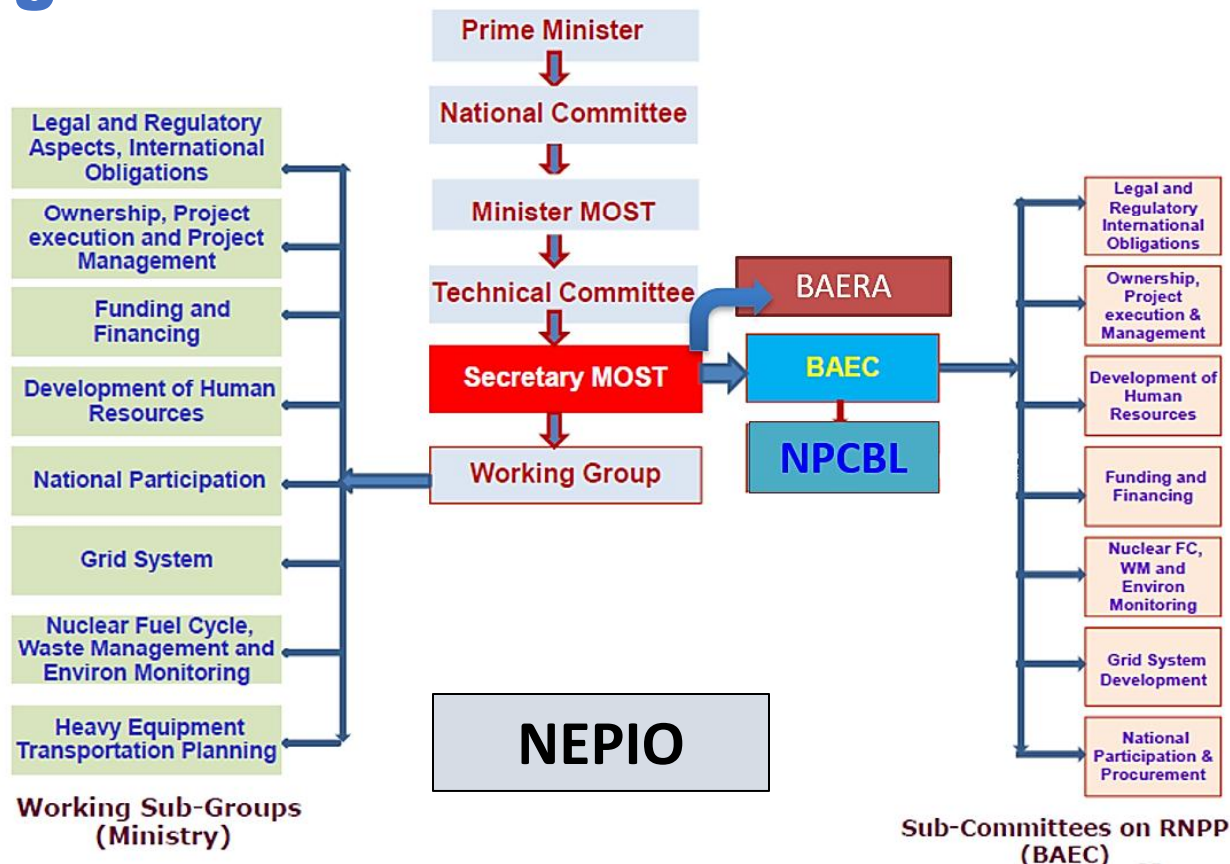 Prime Minister
National Committee
Minister MOST
Technical Committee
Secretary MOST
Working Group
BAERA
BAEC
NPCBL
NEPIO
Legal and Regulatory
Aspects, International
Obligations
Ownership, Project
execution and Project
Management
Funding and
Financing
Development of Human
Resources
National Participation
Grid System
Nuclear Fuel Cycle,
Waste Management and
Environ Monitoring
Heavy Equipment
Transportation Planning
Working Sub-Groups
(Ministry)
Legal and
Regulatory
International
Obligations
Ownership,
Project
execution &
Management
Development of
Human
Resources
Funding and
Financing
Nuclear FC,
WM and
Environ
Monitoring
Grid System
Development
National
Participation &
Procurement
Sub-Committees on RNPP
(BAEC)